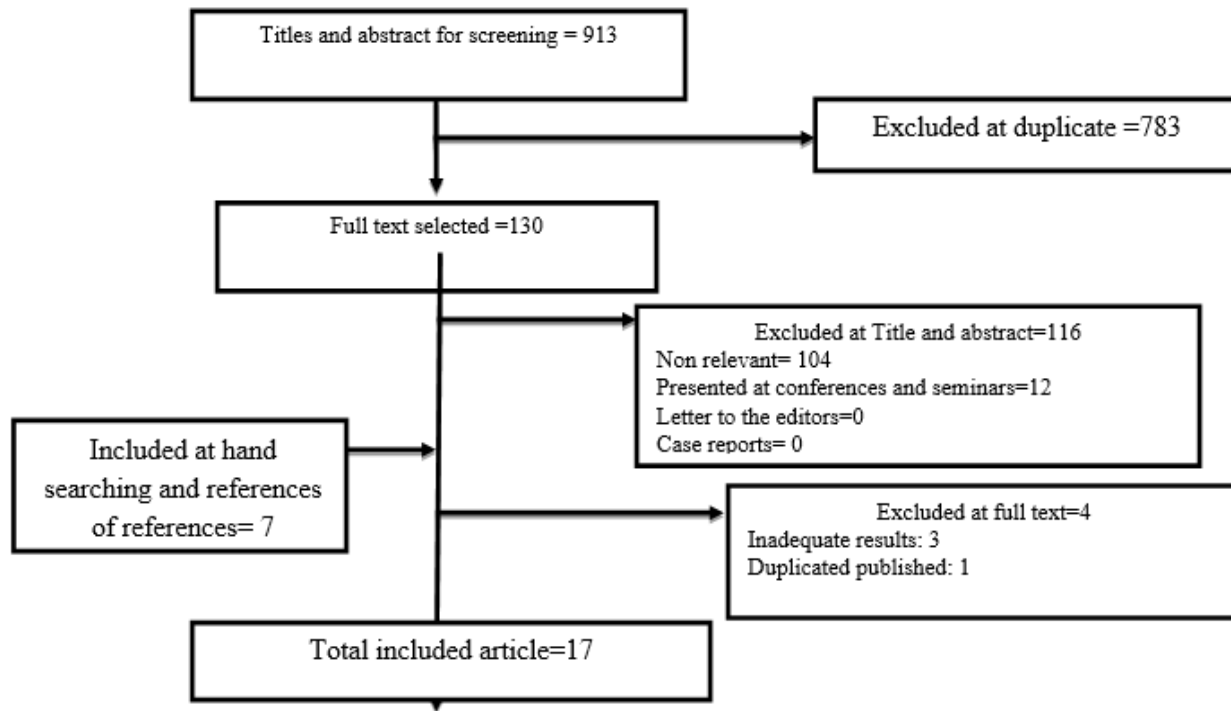 Titles and abstract for screening = 913
Excluded at duplicate =783
Full text selected =130
Excluded at Title and abstract=116
Non relevant= 104
Presented at conferences and seminars=12
Letter to the editors=0
Case reports= 0
Included at hand
searching and references
of references= 7
Excluded at full text=4
Inadequate results: 3
Duplicated published: 1
Total included article=17